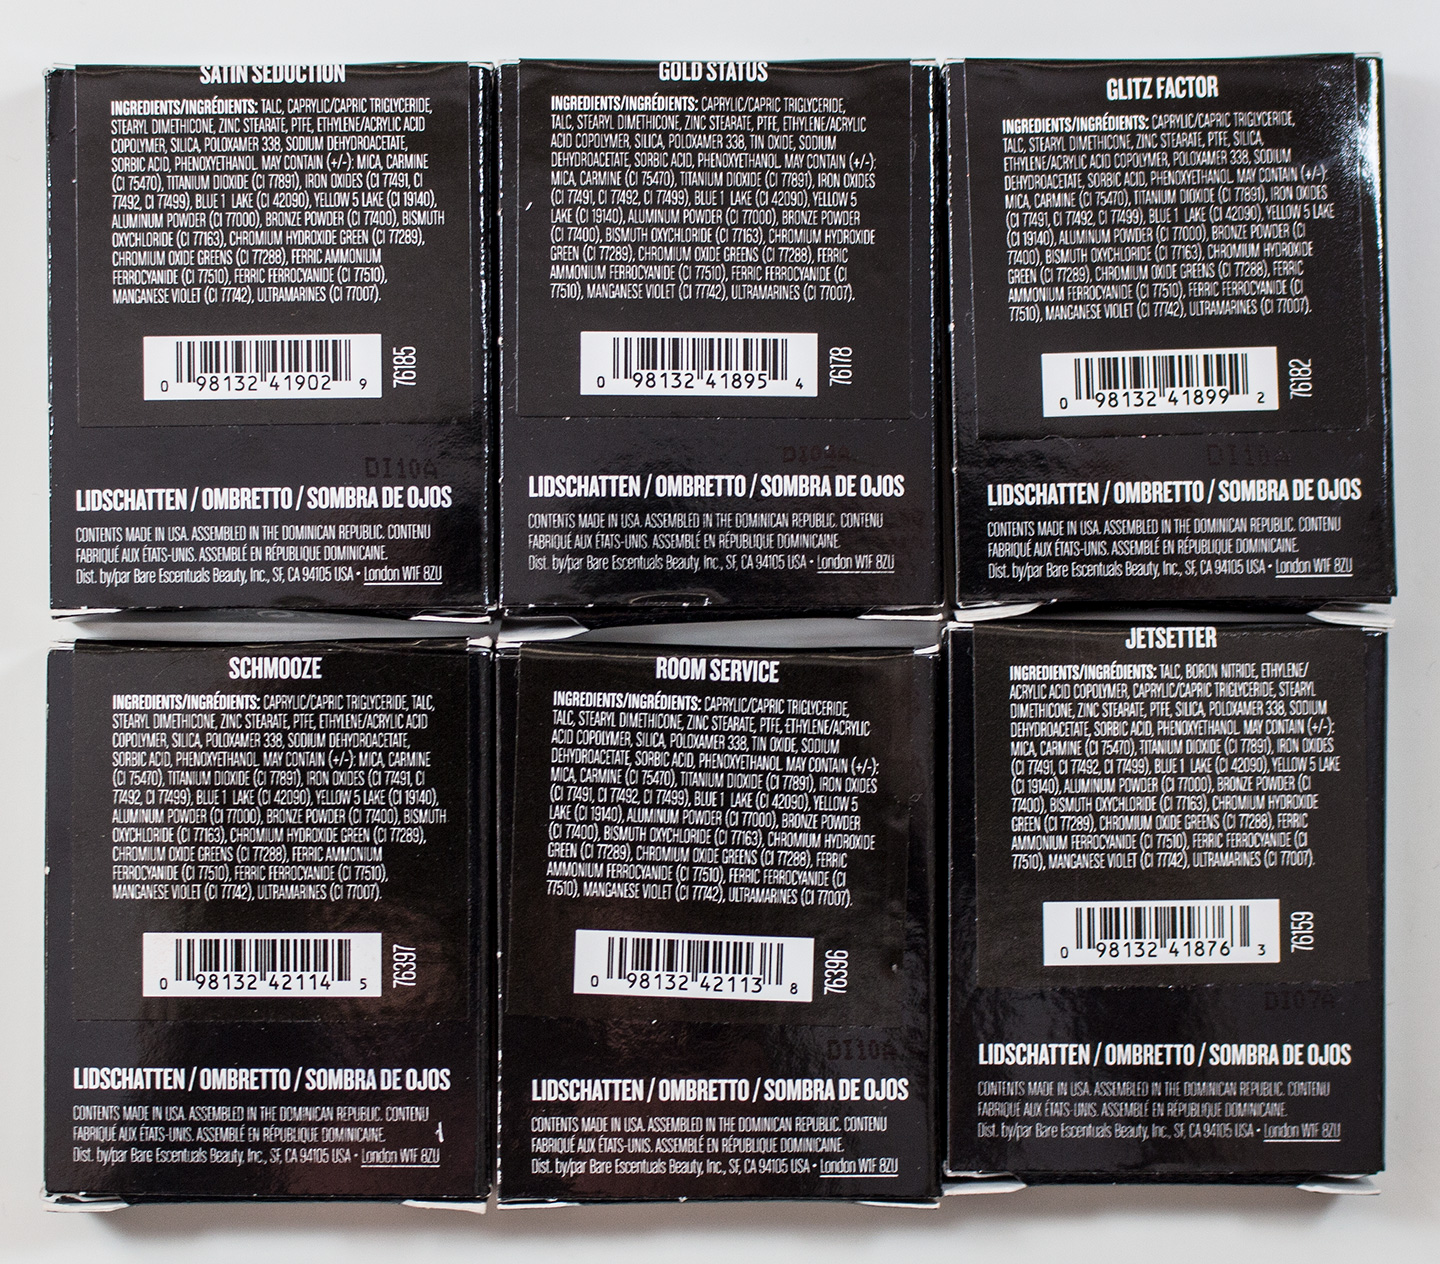 SATIN SEDUCTION
INGREDIENTS/INGRÉDIENTS: TALC, CAPRYLIC/CAPRIC TRIGLYCERIDE,
STEARYL DIMETHICONE, ZINC STEARATE, PTFE, ETHYLENE/ACRYLIC ACID
COPOLYMER, SILICA, POLOXAMER 338, SODIUM DEHYDROACETATE,
SORBIC ACID, PHENOXYETHANOL. MAY CONTAIN (+/-): MICA, CARMINE
(CI 75470), TITANIUM DIOXIDE (CI 77891), IRON OXIDES (CI 77491, CI
77492, CI 77499), BLUE 1 LAKE (CI 42090), YELLOW 5 LAKE (CI 19140),
ALUMINUM POWDER (CI 77000), BRONZE POWDER (CI 77400), BISMUTH
OXYCHLORIDE (CI 77163), CHROMIUM HYDROXIDE GREEN (CI 77289),
CHROMIUM OXIDE GREENS (CI 77288), FERRIC AMMONIUM
FERROCYANIDE (CI 77510), FERRIC FERROCYANIDE (CI 77510),
MANGANESE VIOLET (CI 77742), ULTRAMARINES (CI 77007).
0 98132 41902 9
76185
DI10A
LIDSCHATTEN / OMBRETTO / SOMBRA DE OJOS
CONTENTS MADE IN USA. ASSEMBLED IN THE DOMINICAN REPUBLIC. CONTENU
FABRIQUÉ AUX ÉTATS-UNIS. ASSEMBLÉ EN RÉPUBLIQUE DOMINICAINE.
Dist. by/par Bare Escentuals Beauty, Inc., SF, CA 94105 USA • London W1F 8ZU
GOLD STATUS
INGREDIENTS/INGRÉDIENTS: CAPRYLIC/CAPRIC TRIGLYCERIDE,
TALC, STEARYL DIMETHICONE, ZINC STEARATE, PTFE, ETHYLENE/ACRYLIC
ACID COPOLYMER, SILICA, POLOXAMER 338, TIN OXIDE, SODIUM
DEHYDROACETATE, SORBIC ACID, PHENOXYETHANOL. MAY CONTAIN (+/-):
MICA, CARMINE (CI 75470), TITANIUM DIOXIDE (CI 77891), IRON OXIDES
(CI 77491, CI 77492, CI 77499), BLUE 1 LAKE (CI 42090), YELLOW 5
LAKE (CI 19140), ALUMINUM POWDER (CI 77000), BRONZE POWDER
(CI 77400), BISMUTH OXYCHLORIDE (CI 77163), CHROMIUM HYDROXIDE
GREEN (CI 77289), CHROMIUM OXIDE GREENS (CI 77288), FERRIC
AMMONIUM FERROCYANIDE (CI 77510), FERRIC FERROCYANIDE (CI
77510), MANGANESE VIOLET (CI 77742), ULTRAMARINES (CI 77007).
0 98132 41895 4
76178
LIDSCHATTEN / OMBRETTO / SOMBRA DE OJOS
CONTENTS MADE IN USA. ASSEMBLED IN THE DOMINICAN REPUBLIC. CONTENU
FABRIQUÉ AUX ÉTATS-UNIS. ASSEMBLÉ EN RÉPUBLIQUE DOMINICAINE.
Dist. by/par Bare Escentuals Beauty, Inc., SF, CA 94105 USA • London W1F 8ZU
GLITZ FACTOR
INGREDIENTS/INGRÉDIENTS: CAPRYLIC/CAPRIC TRIGLYCERIDE,
TALC, STEARYL DIMETHICONE, ZINC STEARATE, PTFE, SILICA,
ETHYLENE/ACRYLIC ACID COPOLYMER, POLOXAMER 338, SODIUM
DEHYDROACETATE, SORBIC ACID, PHENOXYETHANOL. MAY CONTAIN (+/-):
MICA, CARMINE (CI 75470), TITANIUM DIOXIDE (CI 77891), IRON OXIDES
(CI 77491, CI 77492, CI 77499), BLUE 1 LAKE (CI 42090), YELLOW 5 LAKE
(CI 19140), ALUMINUM POWDER (CI 77000), BRONZE POWDER (CI
77400), BISMUTH OXYCHLORIDE (CI 77163), CHROMIUM HYDROXIDE
GREEN (CI 77289), CHROMIUM OXIDE GREENS (CI 77288), FERRIC
AMMONIUM FERROCYANIDE (CI 77510), FERRIC FERROCYANIDE (CI
77510), MANGANESE VIOLET (CI 77742), ULTRAMARINES (CI 77007).
0 98132 41899 2
76182
LIDSCHATTEN / OMBRETTO / SOMBRA DE OJOS
CONTENTS MADE IN USA. ASSEMBLED IN THE DOMINICAN REPUBLIC. CONTENU
FABRIQUÉ AUX ÉTATS-UNIS. ASSEMBLÉ EN RÉPUBLIQUE DOMINICAINE.
Dist. by/par Bare Escentuals Beauty, Inc., SF, CA 94105 USA • London W1F 8ZU
SCHMOOZE
INGREDIENTS/INGRÉDIENTS: CAPRYLIC/CAPRIC TRIGLYCERIDE, TALC,
STEARYL DIMETHICONE, ZINC STEARATE, PTFE, ETHYLENE/ACRYLIC ACID
COPOLYMER, SILICA, POLOXAMER 338, SODIUM DEHYDROACETATE,
SORBIC ACID, PHENOXYETHANOL. MAY CONTAIN (+/-): MICA, CARMINE
(CI 75470), TITANIUM DIOXIDE (CI 77891), IRON OXIDES (CI 77491, CI
77492, CI 77499), BLUE 1 LAKE (CI 42090), YELLOW 5 LAKE (CI 19140),
ALUMINUM POWDER (CI 77000), BRONZE POWDER (CI 77400), BISMUTH
OXYCHLORIDE (CI 77163), CHROMIUM HYDROXIDE GREEN (CI 77289),
CHROMIUM OXIDE GREENS (CI 77288), FERRIC AMMONIUM
FERROCYANIDE (CI 77510), FERRIC FERROCYANIDE (CI 77510),
MANGANESE VIOLET (CI 77742), ULTRAMARINES (CI 77007).
0 98132 42114 5
76397
LIDSCHATTEN / OMBRETTO / SOMBRA DE OJOS
CONTENTS MADE IN USA. ASSEMBLED IN THE DOMINICAN REPUBLIC. CONTENU
FABRIQUÉ AUX ÉTATS-UNIS. ASSEMBLÉ EN RÉPUBLIQUE DOMINICAINE.
Dist. by/par Bare Escentuals Beauty, Inc., SF, CA 94105 USA • London W1F 8ZU
ROOM SERVICE
INGREDIENTS/INGRÉDIENTS: CAPRYLIC/CAPRIC TRIGLYCERIDE,
TALC, STEARYL DIMETHICONE, ZINC STEARATE, PTFE, ETHYLENE/ACRYLIC
ACID COPOLYMER, SILICA, POLOXAMER 338, TIN OXIDE, SODIUM
DEHYDROACETATE, SORBIC ACID, PHENOXYETHANOL. MAY CONTAIN (+/-):
MICA, CARMINE (CI 75470), TITANIUM DIOXIDE (CI 77891), IRON OXIDES
(CI 77491, CI 77492, CI 77499), BLUE 1 LAKE (CI 42090), YELLOW 5
LAKE (CI 19140), ALUMINUM POWDER (CI 77000), BRONZE POWDER
(CI 77400), BISMUTH OXYCHLORIDE (CI 77163), CHROMIUM HYDROXIDE
GREEN (CI 77289), CHROMIUM OXIDE GREENS (CI 77288), FERRIC
AMMONIUM FERROCYANIDE (CI 77510), FERRIC FERROCYANIDE (CI
77510), MANGANESE VIOLET (CI 77742), ULTRAMARINES (CI 77007).
0 98132 42113 8
76396
DI10A
LIDSCHATTEN / OMBRETTO / SOMBRA DE OJOS
CONTENTS MADE IN USA. ASSEMBLED IN THE DOMINICAN REPUBLIC. CONTENU
FABRIQUÉ AUX ÉTATS-UNIS. ASSEMBLÉ EN RÉPUBLIQUE DOMINICAINE.
Dist. by/par Bare Escentuals Beauty, Inc., SF, CA 94105 USA • London W1F 8ZU
JETSETTER
INGREDIENTS/INGRÉDIENTS: TALC, BORON NITRIDE, ETHYLENE/
ACRYLIC ACID COPOLYMER, CAPRYLIC/CAPRIC TRIGLYCERIDE, STEARYL
DIMETHICONE, ZINC STEARATE, PTFE, SILICA, POLOXAMER 338, SODIUM
DEHYDROACETATE, SORBIC ACID, PHENOXYETHANOL. MAY CONTAIN (+/-):
MICA, CARMINE (CI 75470), TITANIUM DIOXIDE (CI 77891), IRON OXIDES
(CI 77491, CI 77492, CI 77499), BLUE 1 LAKE (CI 42090), YELLOW 5 LAKE
(CI 19140), ALUMINUM POWDER (CI 77000), BRONZE POWDER (CI
77400), BISMUTH OXYCHLORIDE (CI 77163), CHROMIUM HYDROXIDE
GREEN (CI 77289), CHROMIUM OXIDE GREENS (CI 77288), FERRIC
AMMONIUM FERROCYANIDE (CI 77510), FERRIC FERROCYANIDE (CI
77510), MANGANESE VIOLET (CI 77742), ULTRAMARINES (CI 77007).
0 98132 41876 3
76159
DI07A
LIDSCHATTEN / OMBRETTO / SOMBRA DE OJOS
CONTENTS MADE IN USA. ASSEMBLED IN THE DOMINICAN REPUBLIC. CONTENU
FABRIQUÉ AUX ÉTATS-UNIS. ASSEMBLÉ EN RÉPUBLIQUE DOMINICAINE.
Dist. by/par Bare Escentuals Beauty, Inc., SF, CA 94105 USA • London W1F 8ZU